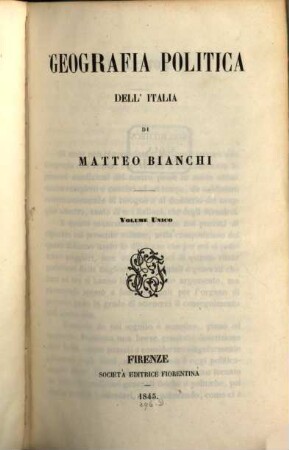 GEOGRAFIA POLITICA
DELL' ITALIA
DI
MATTEO BIANCHI
VOLUME UNICO
FIRENZE
SOCIETÀ EDITRICE FIORENTINA
1845.